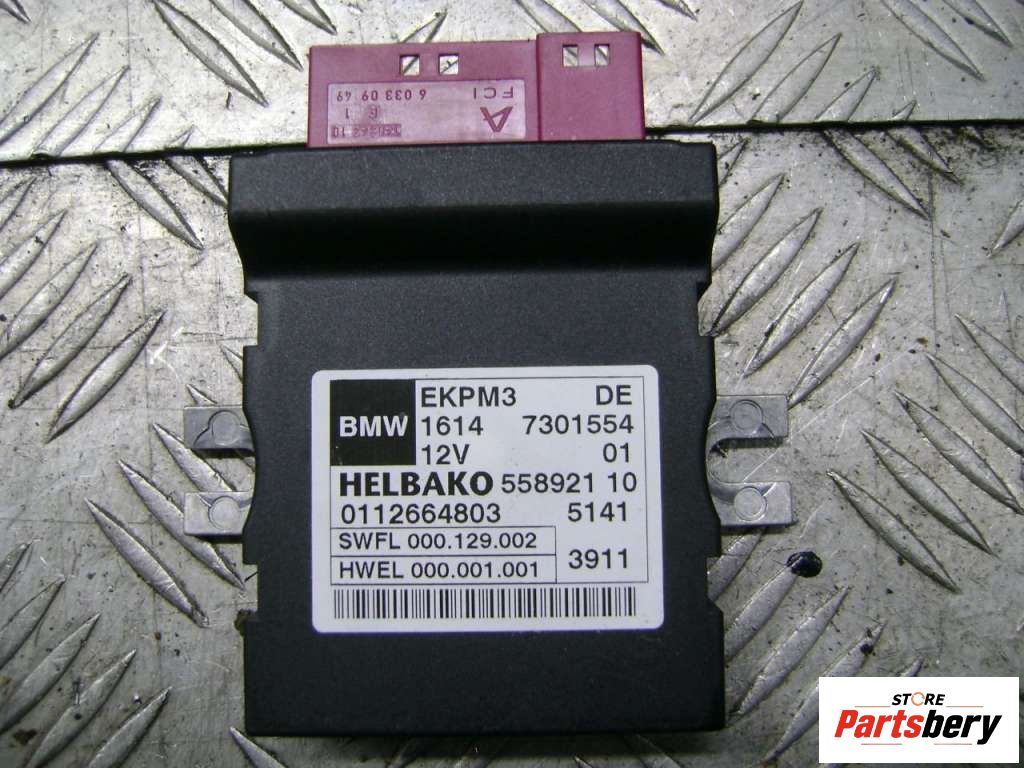 A
FCI
6 033 09 49
G 1
BMW
EKPM3 DE
1614 7301554
12V 01
HELBAKO 558921 10
0112664803 5141
SWFL 000.129.002
HWEL 000.001.001
3911
STORE
Partsbery